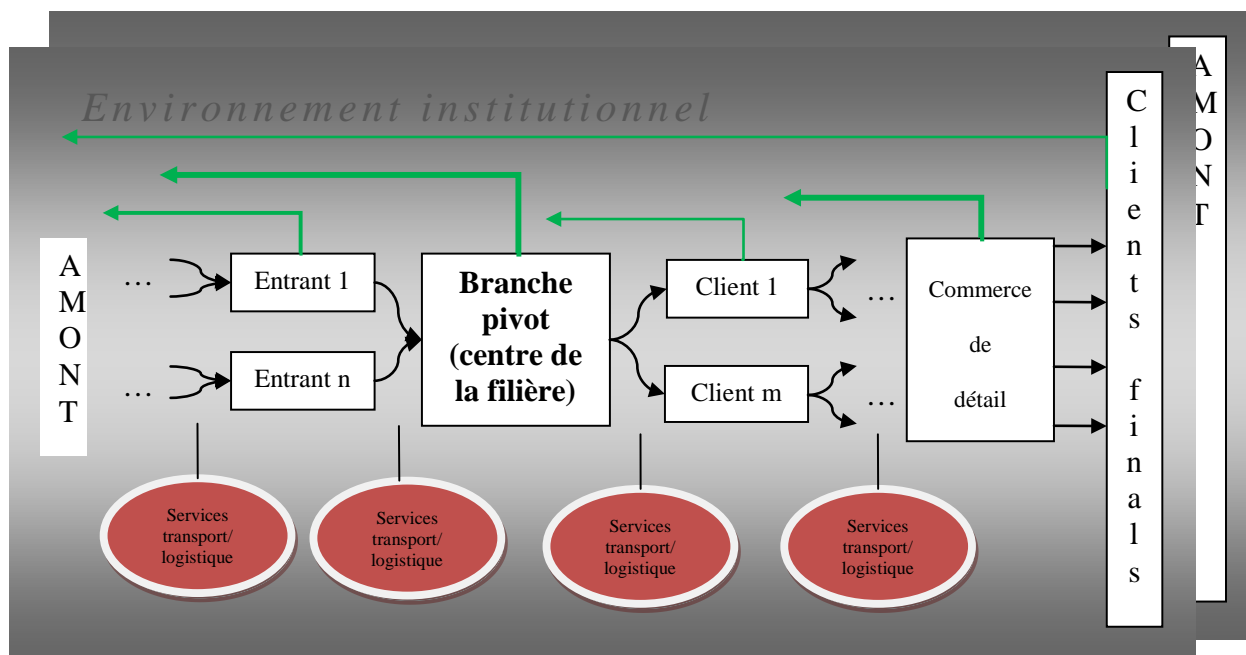 Environnement institutionnel
AMONT
…
Entrant 1
…
Entrant n
Branche
pivot
(centre de
la filière)
Client 1
…
Client m
…
Commerce
de
détail
Clients finals
AMONT
Services
transport/
logistique
Services
transport/
logistique
Services
transport/
logistique
Services
transport/
logistique